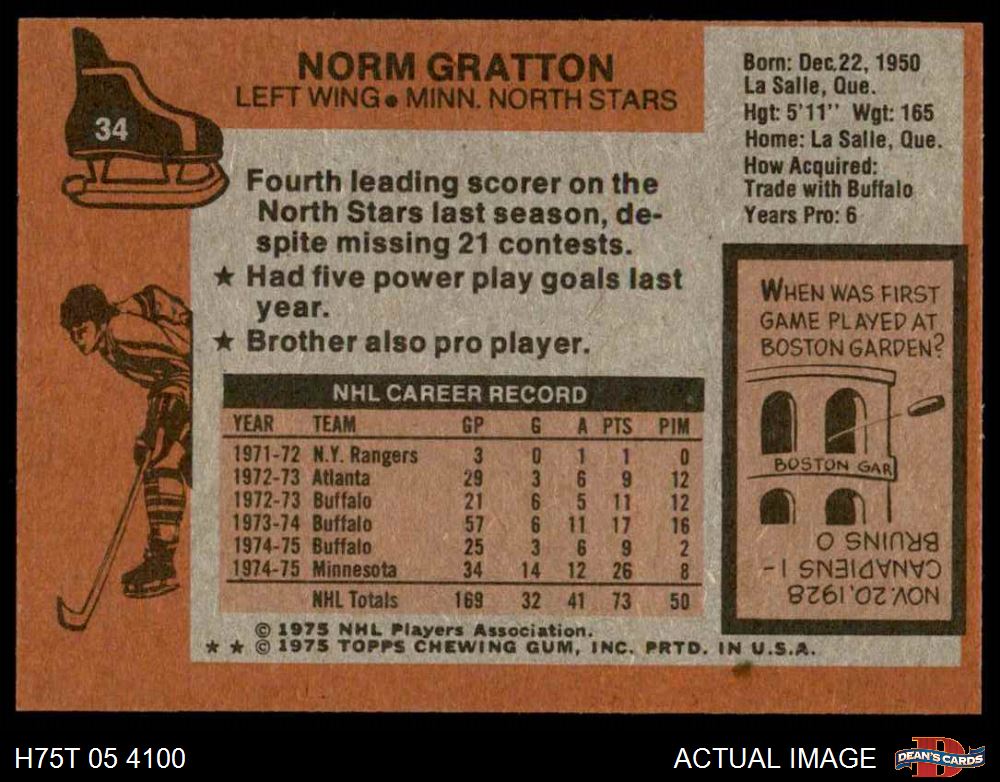 34
NORM GRATTON
LEFT WING ● MINN. NORTH STARS
Born: Dec. 22, 1950
La Salle, Que.
Hgt: 5'11'' Wgt: 165
Home: La Salle, Que.
How Acquired:
Trade with Buffalo
Years Pro: 6
Fourth leading scorer on the
North Stars last season, de-
spite missing 21 contests.
★ Had five power play goals last
year.
★ Brother also pro player.
NHL CAREER RECORD
YEAR TEAM GP G A PTS PIM
1971-72 N.Y. Rangers 3 0 1 1 0
1972-73 Atlanta 29 3 6 9 12
1972-73 Buffalo 21 6 5 11 12
1973-74 Buffalo 57 6 11 17 16
1974-75 Buffalo 25 3 6 9 2
1974-75 Minnesota 34 14 12 26 8
NHL Totals 169 32 41 73 50
© 1975 NHL Players Association.
★ ★ © 1975 TOPPS CHEWING GUM, INC. PRTD. IN U.S.A.
WHEN WAS FIRST
GAME PLAYED AT
BOSTON GARDEN?
BOSTON GAR
NOV. 20, 1928
CANADIENS 1 -
BRUINS 0
H75T 05 4100
ACTUAL IMAGE
D
DEAN'S CARDS